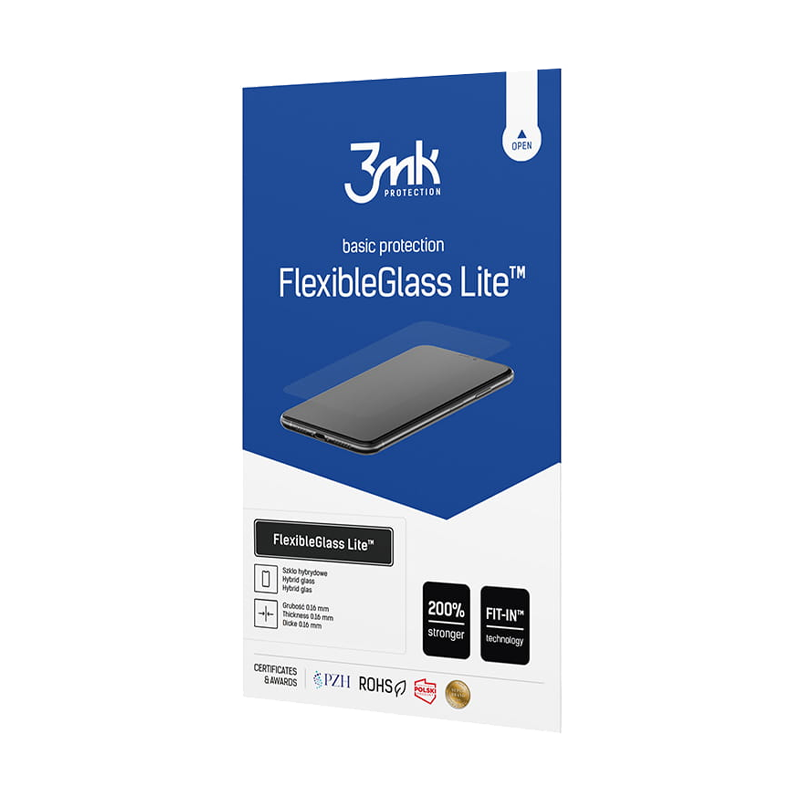 OPEN
3mk
PROTECTION
basic protection
FlexibleGlass Lite™
FlexibleGlass Lite™
Szkło hybrydowe
Hybrid glass
Hybrid glas
Grubość 0.16 mm
Thickness 0.16 mm
Dicke 0.16 mm
200%
stronger
FIT-IN™
technology
CERTIFICATES
& AWARDS
PZH
ROHS
POLSKI